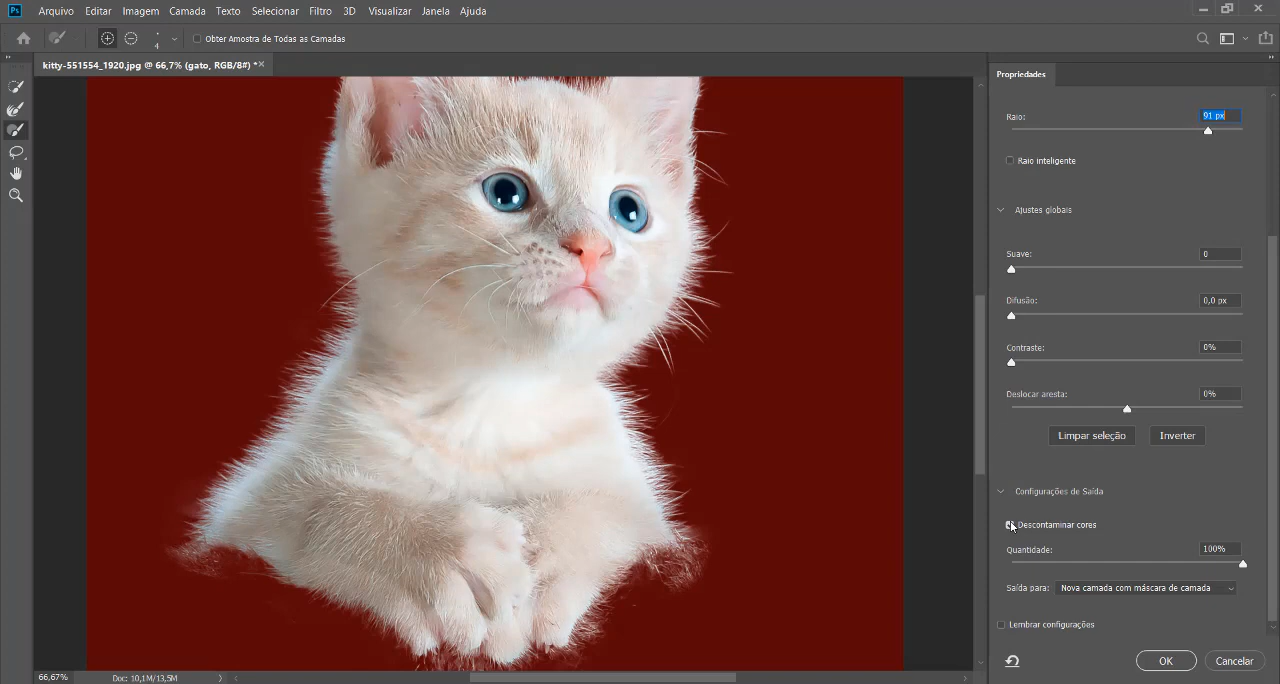 Ps Arquivo Editar Imagem Camada Texto Selecionar Filtro 3D Visualizar Janela Ajuda
4 Obter Amostra de Todas as Camadas
kitty-551554_1920.jpg @ 66,7% (gato, RGB/8#) *
Propriedades
Raio: 91 px
Raio inteligente
Ajustes globais
Suave: 0
Difusão: 0,0 px
Contraste: 0%
Deslocar aresta: 0%
Limpar seleção Inverter
Configurações de Saída
Descontaminar cores
Quantidade: 100%
Saída para: Nova camada com máscara de camada
Lembrar configurações
OK Cancelar
66,67% Doc: 10,1M/13,5M